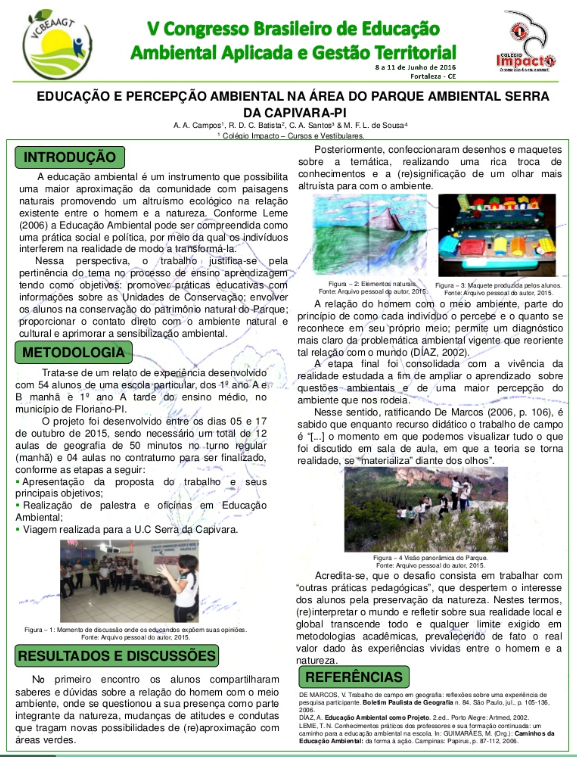 VCBEAAGT
V Congresso Brasileiro de Educação
Ambiental Aplicada e Gestão Territorial
8 a 11 de Junho de 2016
Fortaleza - CE
COLÉGIO
Impacto
EDUCAÇÃO E PERCEPÇÃO AMBIENTAL NA ÁREA DO PARQUE AMBIENTAL SERRA
DA CAPIVARA-PI
A. A. Campos¹, R. D. C. Batista², C. A. Santos³ & M. F. L. de Sousa⁴
¹ Colégio Impacto – Cursos e Vestibulares.
INTRODUÇÃO
A educação ambiental é um instrumento que possibilita
uma maior aproximação da comunidade com paisagens
naturais promovendo um altruísmo ecológico na relação
existente entre o homem e a natureza. Conforme Leme
(2006) a Educação Ambiental pode ser compreendida como
uma prática social e política, por meio da qual os indivíduos
interferem na realidade de modo a transformá-la.
Nessa perspectiva, o trabalho justifica-se pela
pertinência do tema no processo de ensino aprendizagem
tendo como objetivos: promover práticas educativas com
informações sobre as Unidades de Conservação; envolver
os alunos na conservação do patrimônio natural do Parque;
proporcionar o contato direto com o ambiente natural e
cultural e aprimorar a sensibilização ambiental.
METODOLOGIA
Trata-se de um relato de experiência desenvolvido
com 54 alunos de uma escola particular, dos 1º ano A e
B manhã e 1º ano A tarde do ensino médio, no
município de Floriano-PI.
O projeto foi desenvolvido entre os dias 05 e 17
de outubro de 2015, sendo necessário um total de 12
aulas de geografia de 50 minutos no turno regular
(manhã) e 04 aulas no contraturno para ser finalizado,
conforme as etapas a seguir:
▪ Apresentação da proposta do trabalho e seus
principais objetivos;
▪ Realização de palestra e oficinas em Educação
Ambiental;
▪ Viagem realizada para a U.C Serra da Capivara.
Figura – 1: Momento de discussão onde os educandos expõem suas opiniões.
Fonte: Arquivo pessoal do autor, 2015.
RESULTADOS E DISCUSSÕES
No primeiro encontro os alunos compartilharam
saberes e dúvidas sobre a relação do homem com o meio
ambiente, onde se questionou a sua presença como parte
integrante da natureza, mudanças de atitudes e condutas
que tragam novas possibilidades de (re)aproximação com
áreas verdes.
Posteriormente, confeccionaram desenhos e maquetes
sobre a temática, realizando uma rica troca de
conhecimentos e a (re)significação de um olhar mais
altruísta para com o ambiente.
Figura – 2: Elementos naturais.
Fonte: Arquivo pessoal do autor, 2015.
Figura – 3: Maquete produzida pelos alunos.
Fonte: Arquivo pessoal do autor, 2015.
A relação do homem com o meio ambiente, parte do
princípio de como cada indivíduo o percebe e o quanto se
reconhece em seu próprio meio; permite um diagnóstico
mais claro da problemática ambiental vigente que reoriente
tal relação com o mundo (DÍAZ, 2002).
A etapa final foi consolidada com a vivência da
realidade estudada a fim de ampliar o aprendizado sobre
questões ambientais e de uma maior percepção do
ambiente que nos rodeia.
Nesse sentido, ratificando De Marcos (2006, p. 106), é
sabido que enquanto recurso didático o trabalho de campo
é “[...] o momento em que podemos visualizar tudo o que
foi discutido em sala de aula, em que a teoria se torna
realidade, se “materializa” diante dos olhos”.
Figura – 4 Visão panorâmica do Parque.
Fonte: Arquivo pessoal do autor, 2015.
Acredita-se, que o desafio consista em trabalhar com
“outras práticas pedagógicas”, que despertem o interesse
dos alunos pela preservação da natureza. Nestes termos,
(re)interpretar o mundo e refletir sobre sua realidade local e
global transcende todo e qualquer limite exigido em
metodologias acadêmicas, prevalecendo de fato o real
valor dado às experiências vividas entre o homem e a
natureza.
REFERÊNCIAS
DE MARCOS, V. Trabalho de campo em geografia: reflexões sobre uma experiência de
pesquisa participante. Boletim Paulista de Geografia n. 84, São Paulo, jul., p. 105-136,
2006.
DÍAZ, A. Educação Ambiental como Projeto. 2.ed., Porto Alegre: Artmed, 2002.
LEME, T. N. Conhecimentos práticos dos professores e sua formação continuada: um
caminho para a educação ambiental na escola. In: GUIMARÃES, M. (Org.): Caminhos da
Educação Ambiental: da forma à ação. Campinas: Papirus, p. 87-112, 2006.